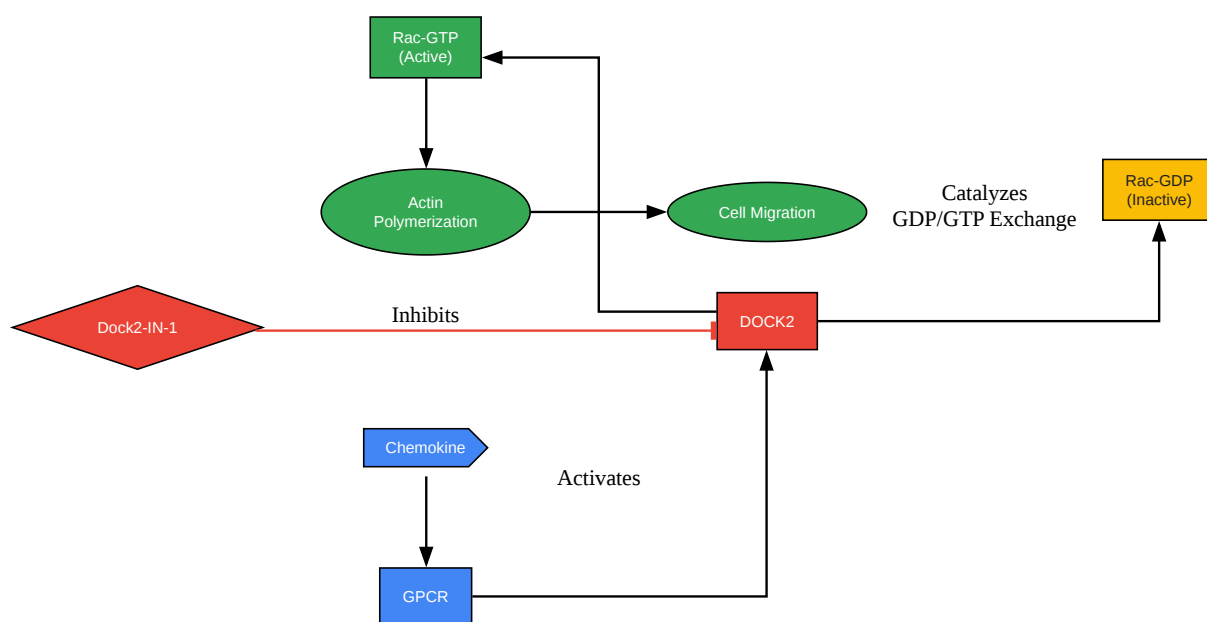 Rac-GTP
(Active)
Actin
Polymerization
Cell Migration
Catalyzes
GDP/GTP Exchange
Rac-GDP
(Inactive)
Dock2-IN-1
Inhibits
DOCK2
Chemokine
Activates
GPCR